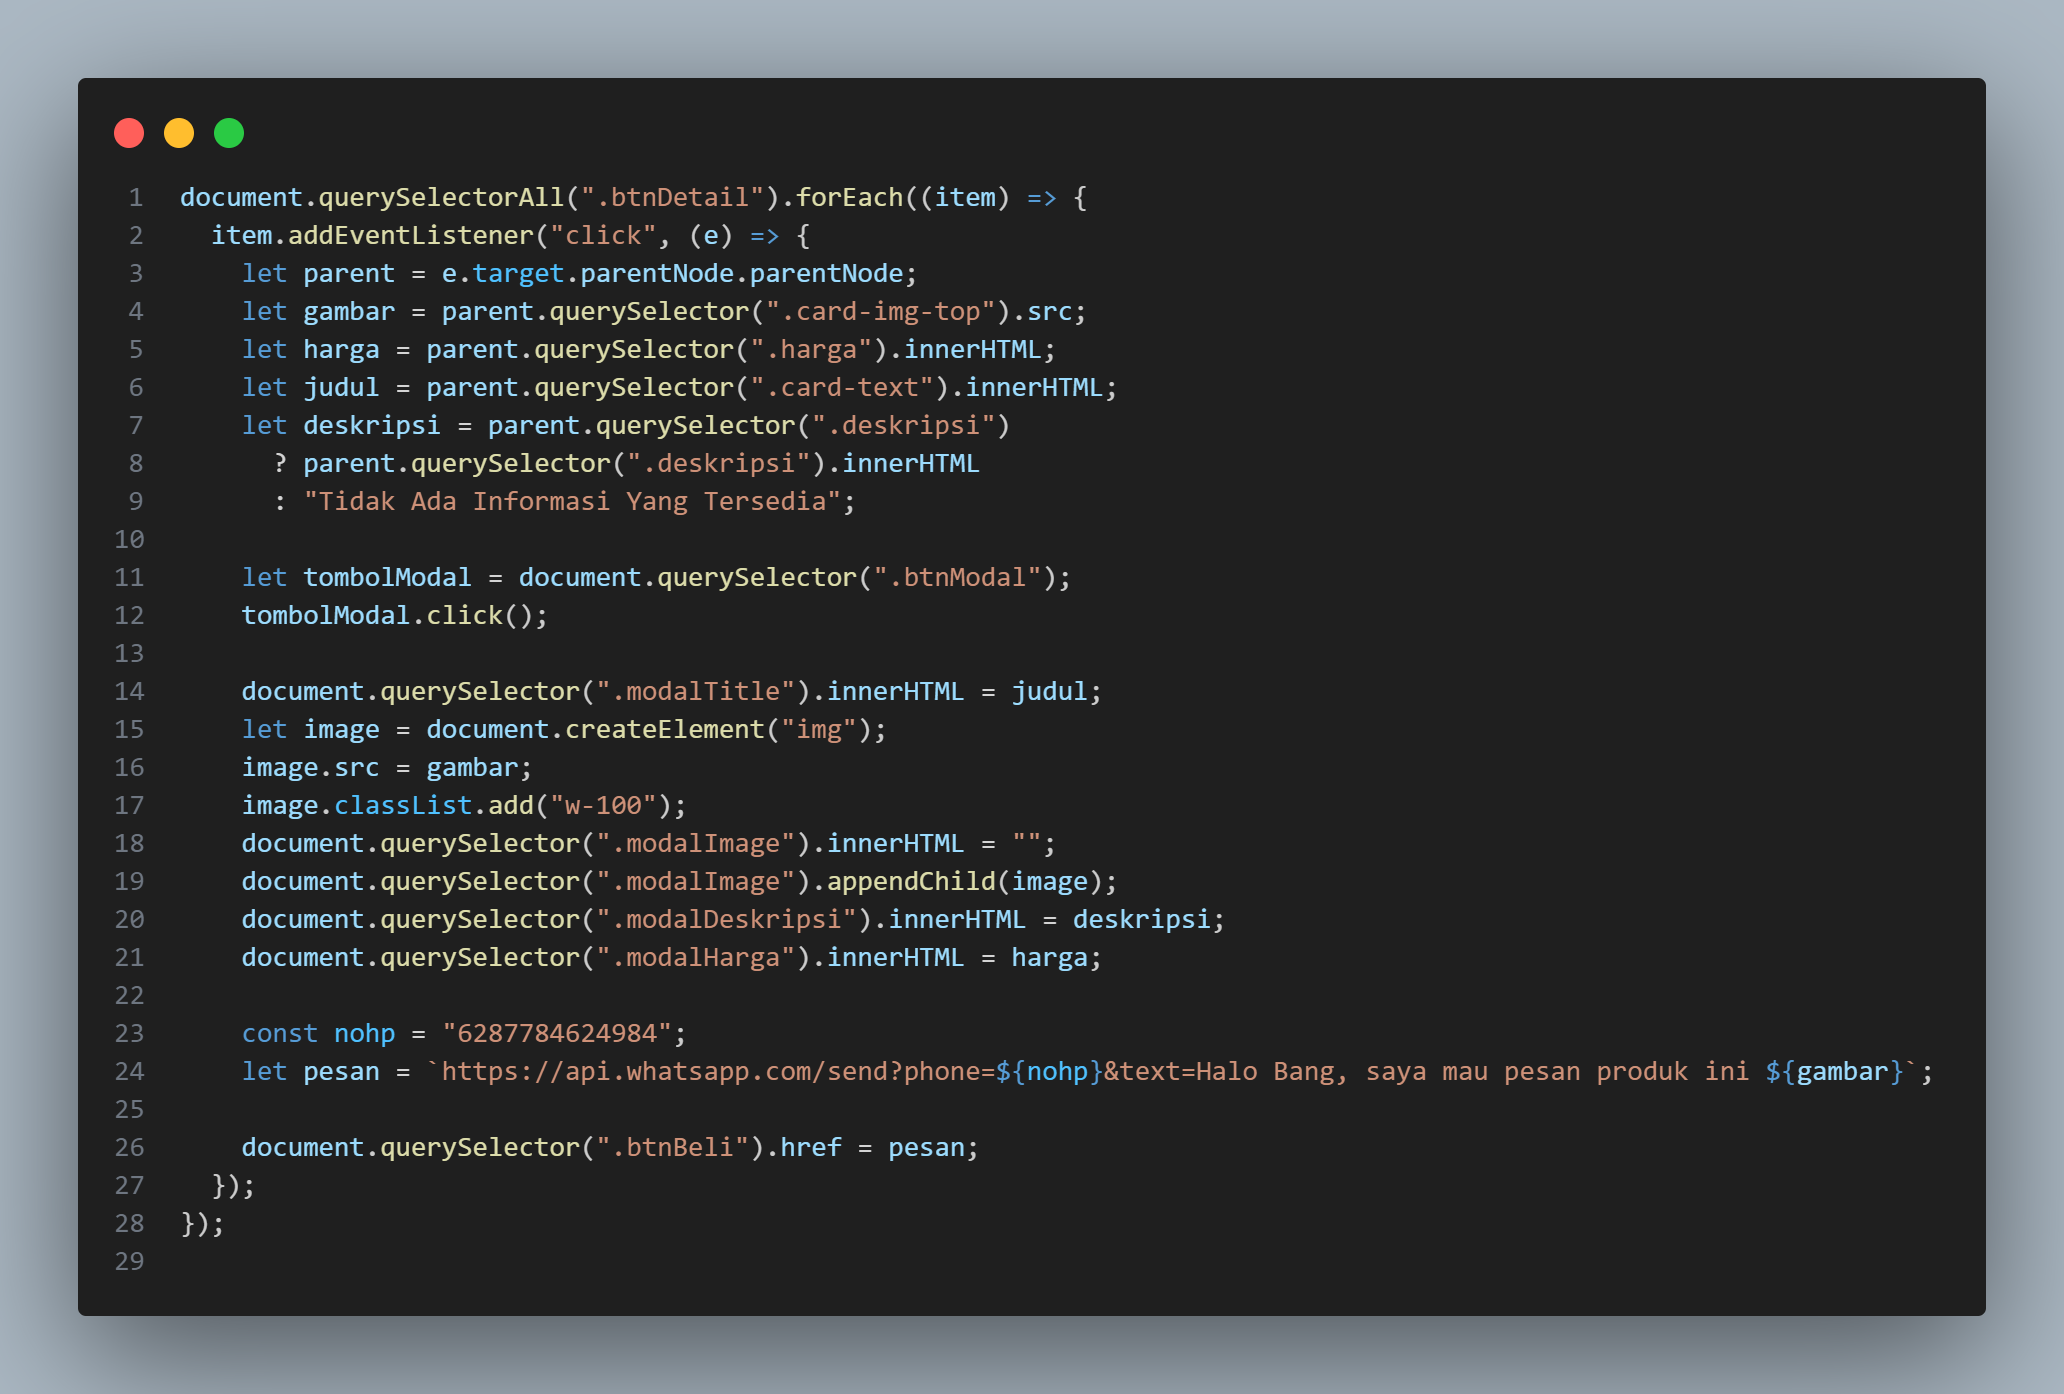 1 document.querySelectorAll(".btnDetail").forEach((item) => {
2   item.addEventListener("click", (e) => {
3     let parent = e.target.parentNode.parentNode;
4     let gambar = parent.querySelector(".card-img-top").src;
5     let harga = parent.querySelector(".harga").innerHTML;
6     let judul = parent.querySelector(".card-text").innerHTML;
7     let deskripsi = parent.querySelector(".deskripsi")
8       ? parent.querySelector(".deskripsi").innerHTML
9       : "Tidak Ada Informasi Yang Tersedia";
10
11     let tombolModal = document.querySelector(".btnModal");
12     tombolModal.click();
13
14     document.querySelector(".modalTitle").innerHTML = judul;
15     let image = document.createElement("img");
16     image.src = gambar;
17     image.classList.add("w-100");
18     document.querySelector(".modalImage").innerHTML = "";
19     document.querySelector(".modalImage").appendChild(image);
20     document.querySelector(".modalDeskripsi").innerHTML = deskripsi;
21     document.querySelector(".modalHarga").innerHTML = harga;
22
23     const nohp = "6287784624984";
24     let pesan = `https://api.whatsapp.com/send?phone=${nohp}&text=Halo Bang, saya mau pesan produk ini ${gambar}`;
25
26     document.querySelector(".btnBeli").href = pesan;
27   });
28 });
29